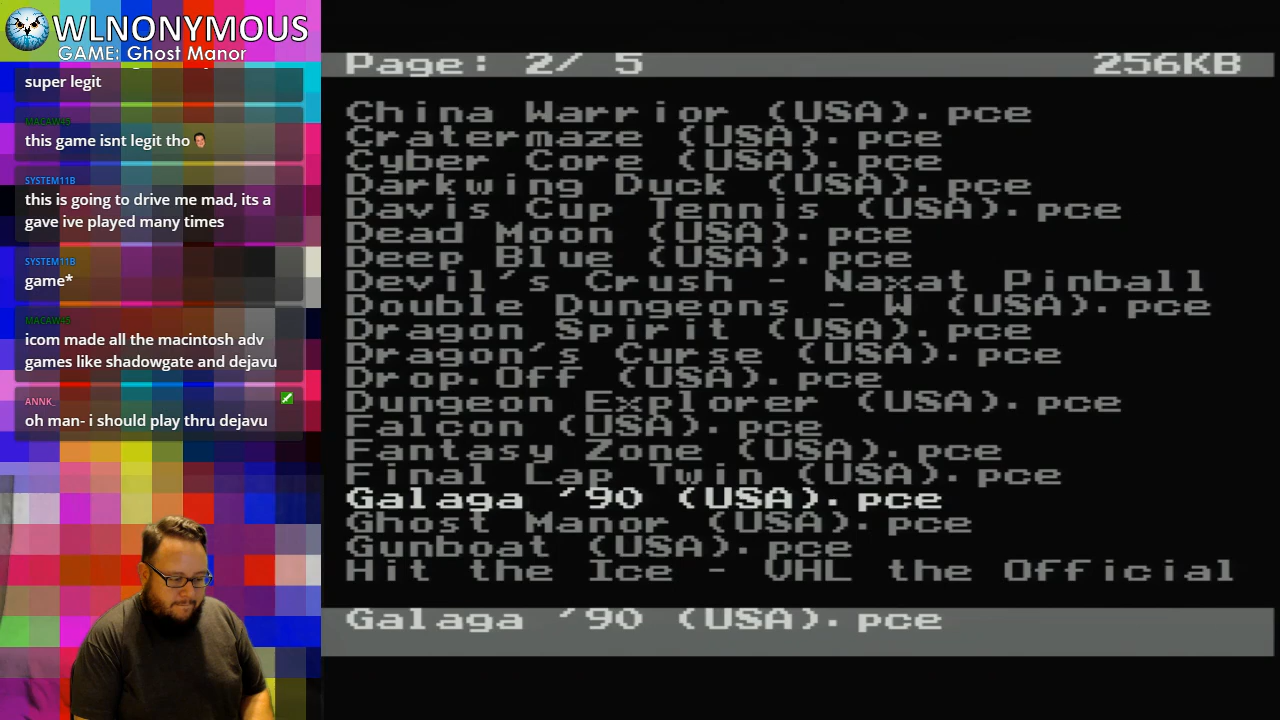 WLNONYMOUS
GAME: Ghost Manor
super legit
MACAW45
this game isnt legit tho
SYSTEM11B
this is going to drive me mad, its a
gave ive played many times
SYSTEM11B
game*
MACAW45
icom made all the macintosh adv
games like shadowgate and dejavu
ANNK_
oh man- i should play thru dejavu
Page: 2/ 5
256KB
China Warrior (USA).pce
Cratermaze (USA).pce
Cyber Core (USA).pce
Darkwing Duck (USA).pce
Davis Cup Tennis (USA).pce
Dead Moon (USA).pce
Deep Blue (USA).pce
Devil's Crush - Naxat Pinball
Double Dungeons - W (USA).pce
Dragon Spirit (USA).pce
Dragon's Curse (USA).pce
Drop.Off (USA).pce
Dungeon Explorer (USA).pce
Falcon (USA).pce
Fantasy Zone (USA).pce
Final Lap Twin (USA).pce
Galaga '90 (USA).pce
Ghost Manor (USA).pce
Gunboat (USA).pce
Hit the Ice - VHL the Official
Galaga '90 (USA).pce